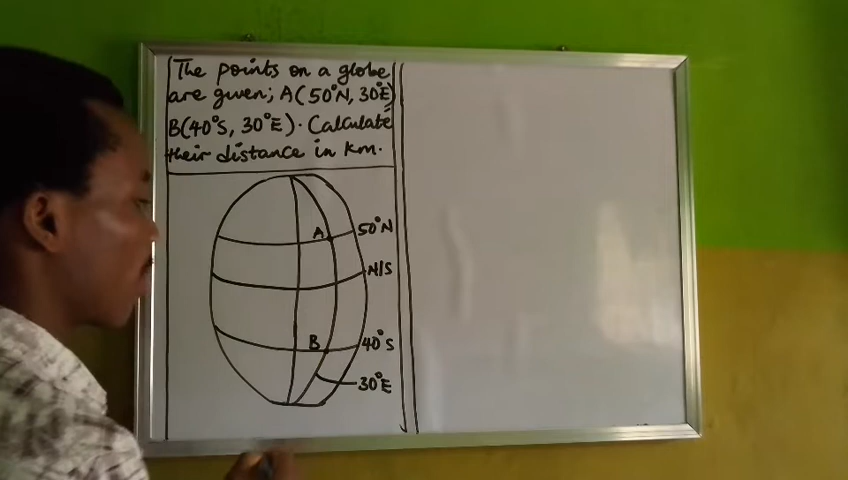 The points on a globe
are given; A(50°N, 30°E)
B(40°S, 30°E). Calculate
their distance in km.
A
50°N
N/S
B
40°S
30°E